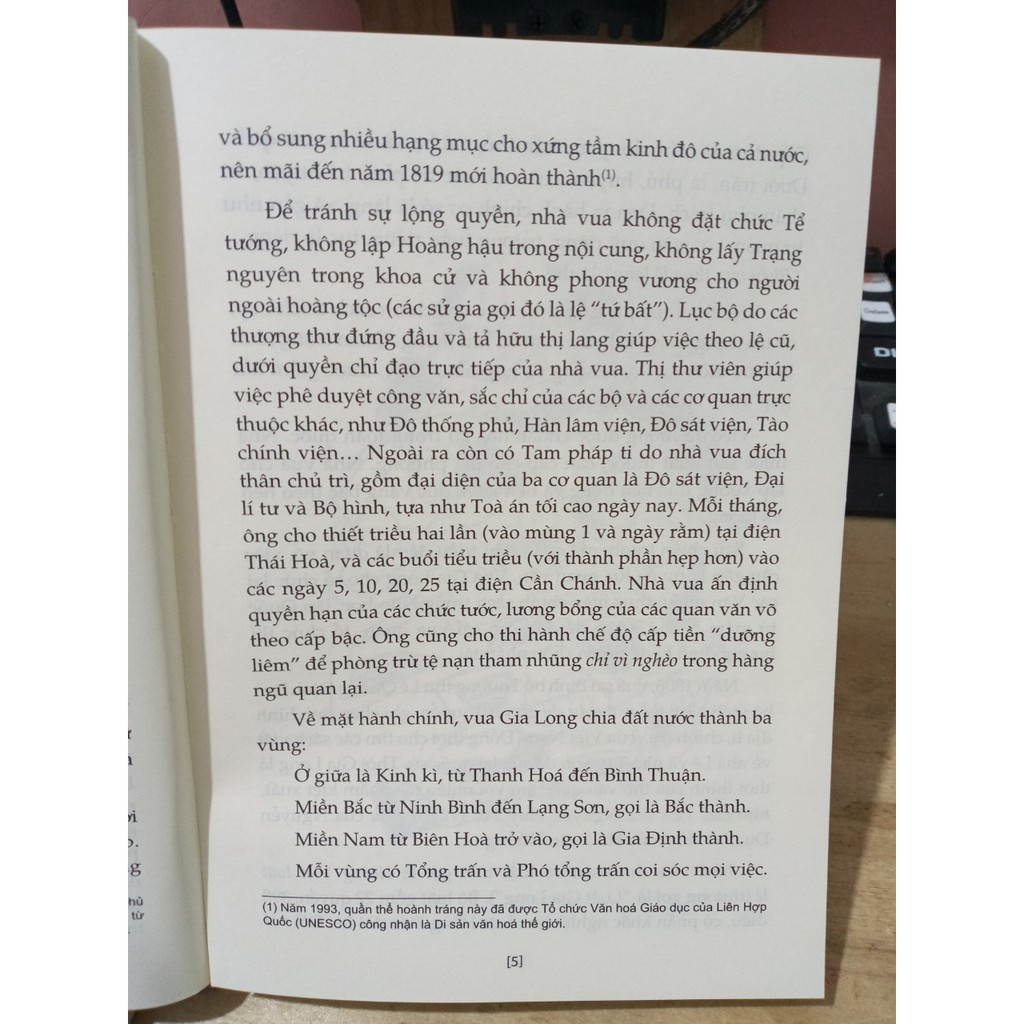 và bổ sung nhiều hạng mục cho xứng tầm kinh đô của cả nước,
nên mãi đến năm 1819 mới hoàn thành(1).
Để tránh sự lộng quyền, nhà vua không đặt chức Tể
tướng, không lập Hoàng hậu trong nội cung, không lấy Trạng
nguyên trong khoa cử và không phong vương cho người
ngoài hoàng tộc (các sử gia gọi đó là lệ “tứ bất”). Lục bộ do các
thượng thư đứng đầu và tả hữu thị lang giúp việc theo lệ cũ,
dưới quyền chỉ đạo trực tiếp của nhà vua. Thị thư viên giúp
việc phê duyệt công văn, sắc chỉ của các bộ và các cơ quan trực
thuộc khác, như Đô thống phủ, Hàn lâm viện, Đô sát viện, Tào
chính viện… Ngoài ra còn có Tam pháp ti do nhà vua đích
thân chủ trì, gồm đại diện của ba cơ quan là Đô sát viện, Đại
lí tư và Bộ hình, tựa như Toà án tối cao ngày nay. Mỗi tháng,
ông cho thiết triều hai lần (vào mùng 1 và ngày rằm) tại điện
Thái Hoà, và các buổi tiểu triều (với thành phần hẹp hơn) vào
các ngày 5, 10, 20, 25 tại điện Cần Chánh. Nhà vua ấn định
quyền hạn của các chức tước, lương bổng của các quan văn võ
theo cấp bậc. Ông cũng cho thi hành chế độ cấp tiền “dưỡng
liêm” để phòng trừ tệ nạn tham nhũng chỉ vì nghèo trong hàng
ngũ quan lại.
Về mặt hành chính, vua Gia Long chia đất nước thành ba
vùng:
Ở giữa là Kinh kì, từ Thanh Hoá đến Bình Thuận.
Miền Bắc từ Ninh Bình đến Lạng Sơn, gọi là Bắc thành.
Miền Nam từ Biên Hoà trở vào, gọi là Gia Định thành.
Mỗi vùng có Tổng trấn và Phó tổng trấn coi sóc mọi việc.
(1) Năm 1993, quần thể hoành tráng này đã được Tổ chức Văn hoá Giáo dục của Liên Hợp
Quốc (UNESCO) công nhận là Di sản văn hoá thế giới.
[5]